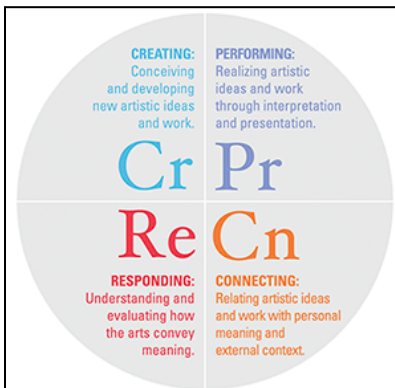 CREATING:
Conceiving
and developing
new artistic ideas
and work.
Cr
PERFORMING:
Realizing artistic
ideas and work
through interpretation
and presentation.
Pr
Re
RESPONDING:
Understanding and
evaluating how
the arts convey
meaning.
Cn
CONNECTING:
Relating artistic ideas
and work with personal
meaning and
external context.